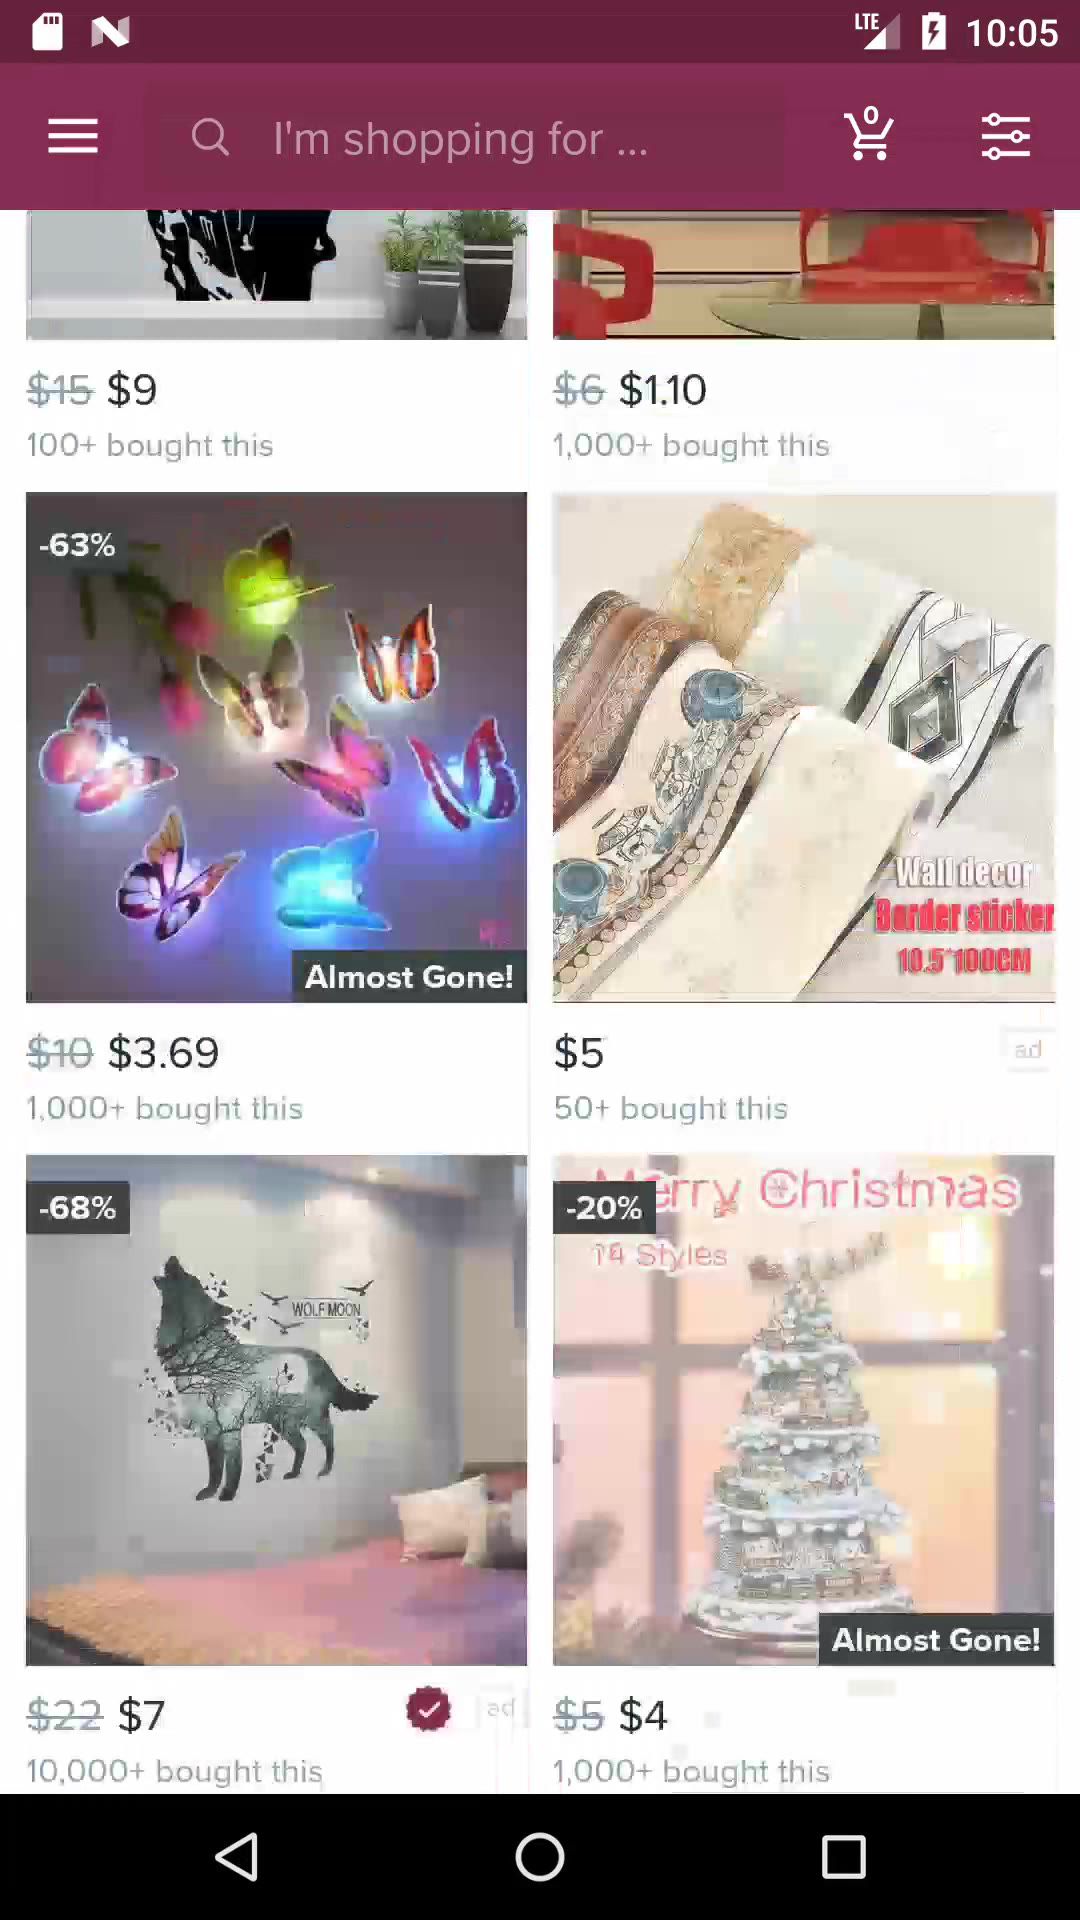 LTE 10:05
0
I'm shopping for ...
$15 $9
100+ bought this
$6 $1.10
1,000+ bought this
-63%
Almost Gone!
Wall decor
Border sticker
10.5*100CM
$10 $3.69
1,000+ bought this
$5
ad
50+ bought this
-68%
WOLF MOON
-20%
Merry Christmas
14 Styles
Almost Gone!
$22 $7
ad
10,000+ bought this
$5 $4
1,000+ bought this